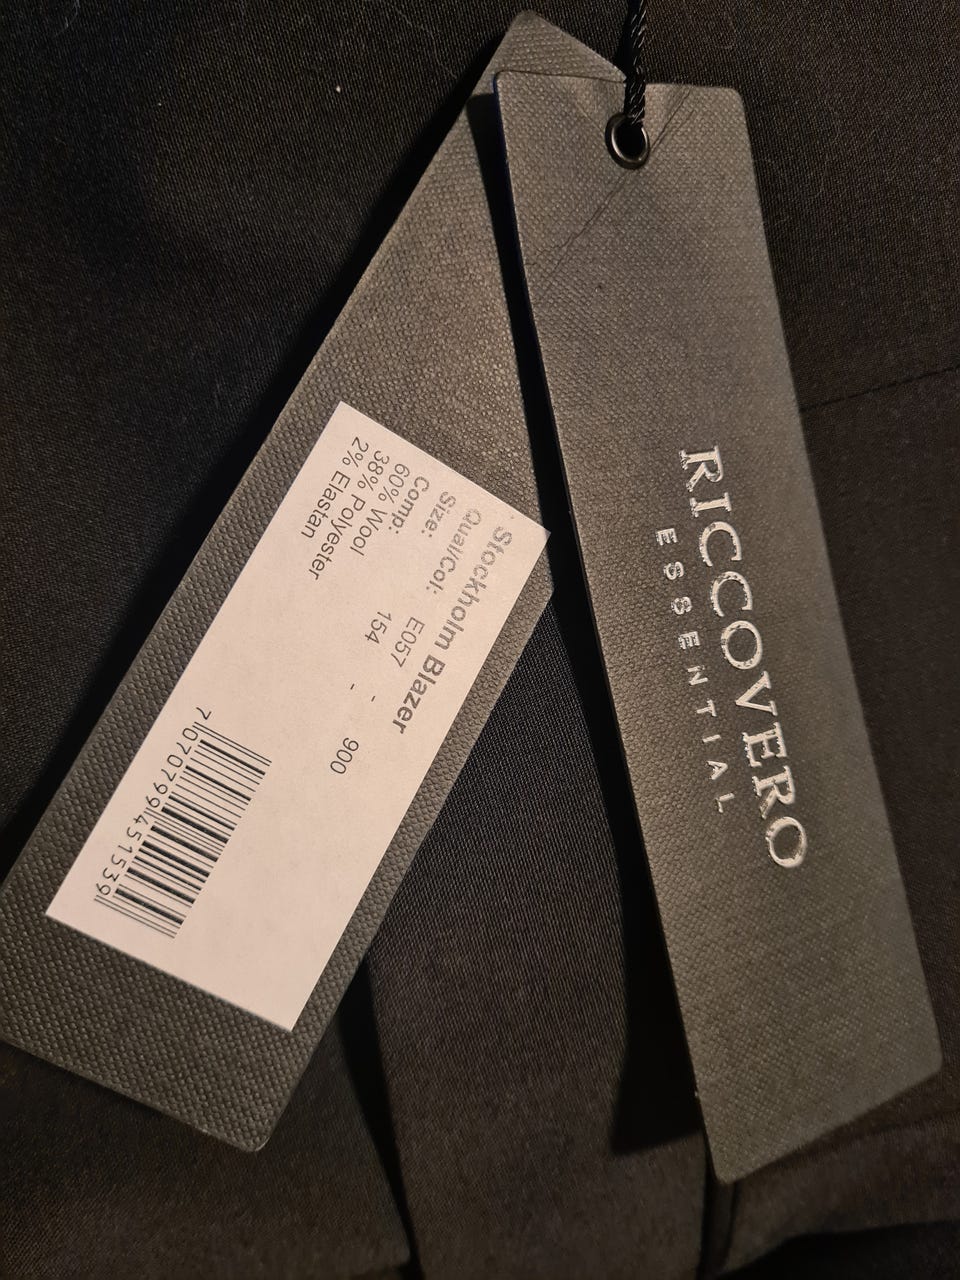 RICCOVERO
ESSENTIAL
Stockholm Blazer
Qual/Col: E057 - 900
Size: 154 -
Comp:
60% Wool
38% Polyester
2% Elastan
7070799451539